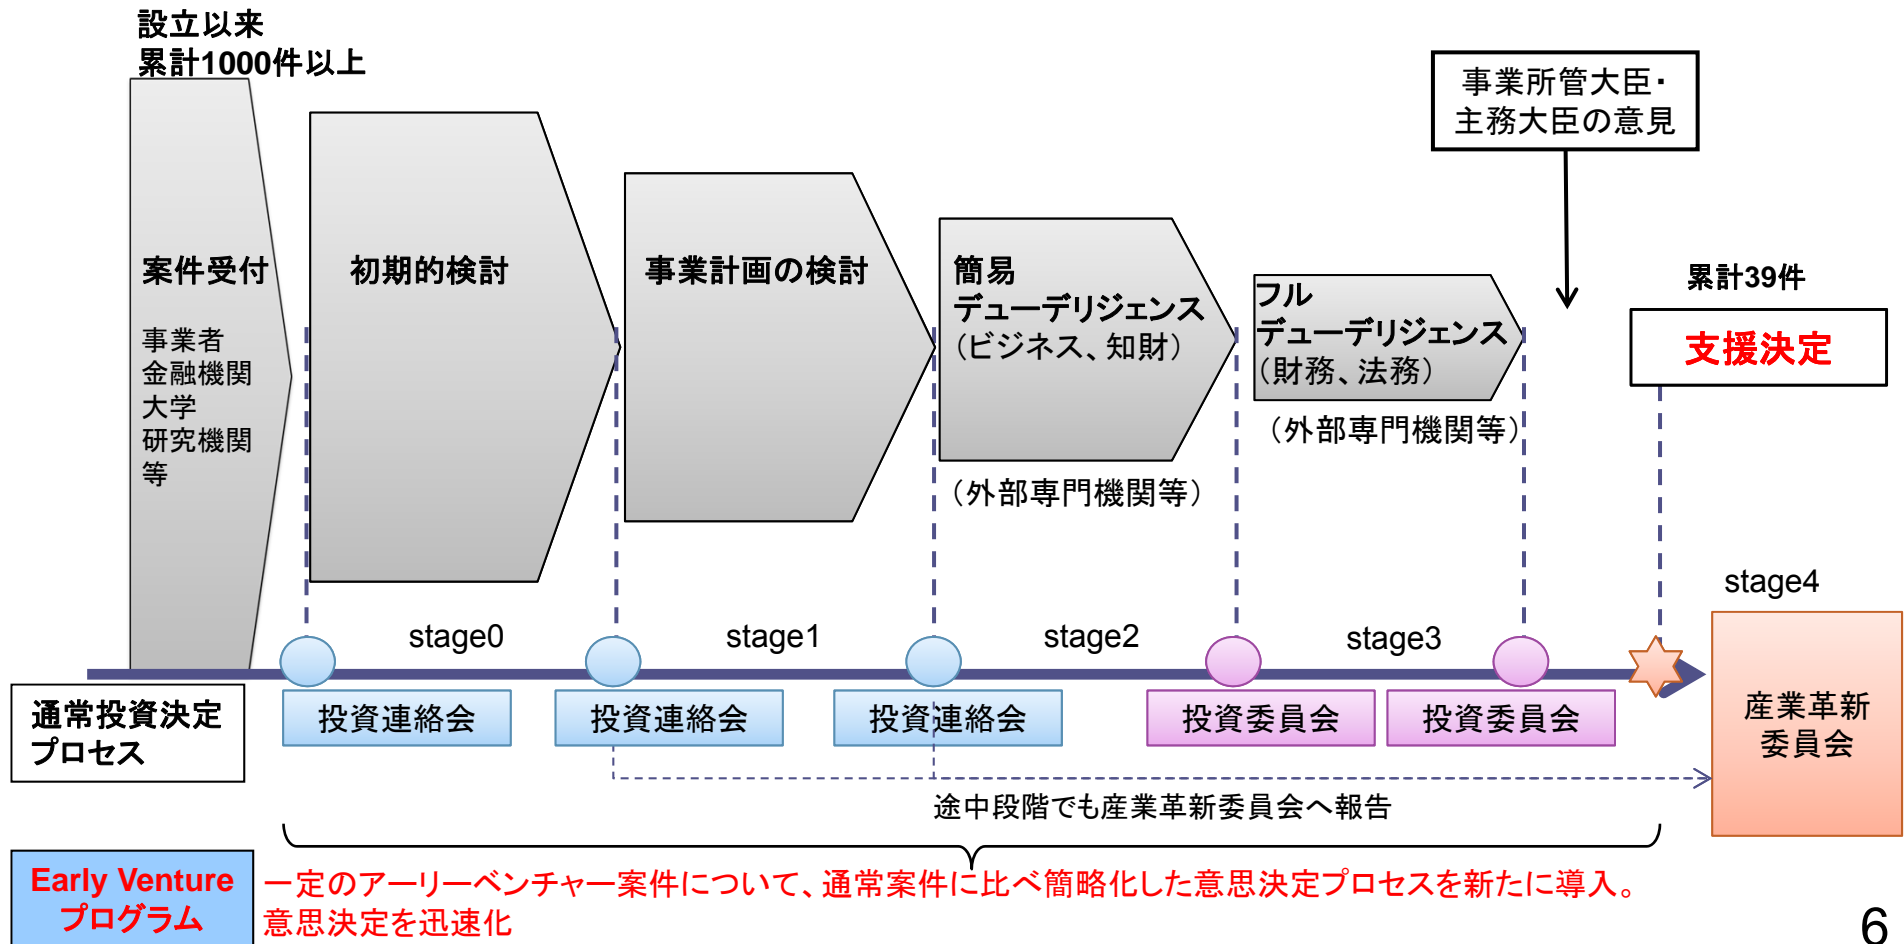 設立以来
累計1000件以上
事業所管大臣・
主務大臣の意見
案件受付
事業者
金融機関
大学
研究機関
等
初期的検討
事業計画の検討
簡易
デューデリジェンス
（ビジネス、知財）
（外部専門機関等）
フル
デューデリジェンス
（財務、法務）
（外部専門機関等）
累計39件
支援決定
stage0
stage1
stage2
stage3
stage4
通常投資決定
プロセス
投資連絡会
投資連絡会
投資連絡会
投資委員会
投資委員会
産業革新
委員会
途中段階でも産業革新委員会へ報告
Early Venture
プログラム
一定のアーリーベンチャー案件について、通常案件に比べ簡略化した意思決定プロセスを新たに導入。
意思決定を迅速化
6